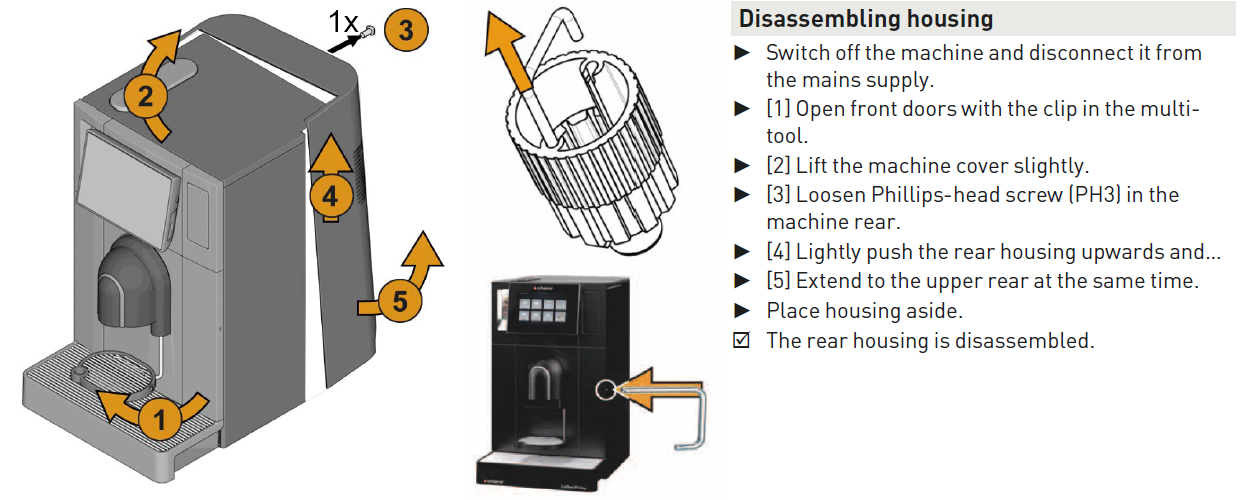 1x
3
2
4
5
1
Disassembling housing
► Switch off the machine and disconnect it from
the mains supply.
► [1] Open front doors with the clip in the multi-
tool.
► [2] Lift the machine cover slightly.
► [3] Loosen Phillips-head screw (PH3) in the
machine rear.
► [4] Lightly push the rear housing upwards and...
► [5] Extend to the upper rear at the same time.
► Place housing aside.
☑ The rear housing is disassembled.